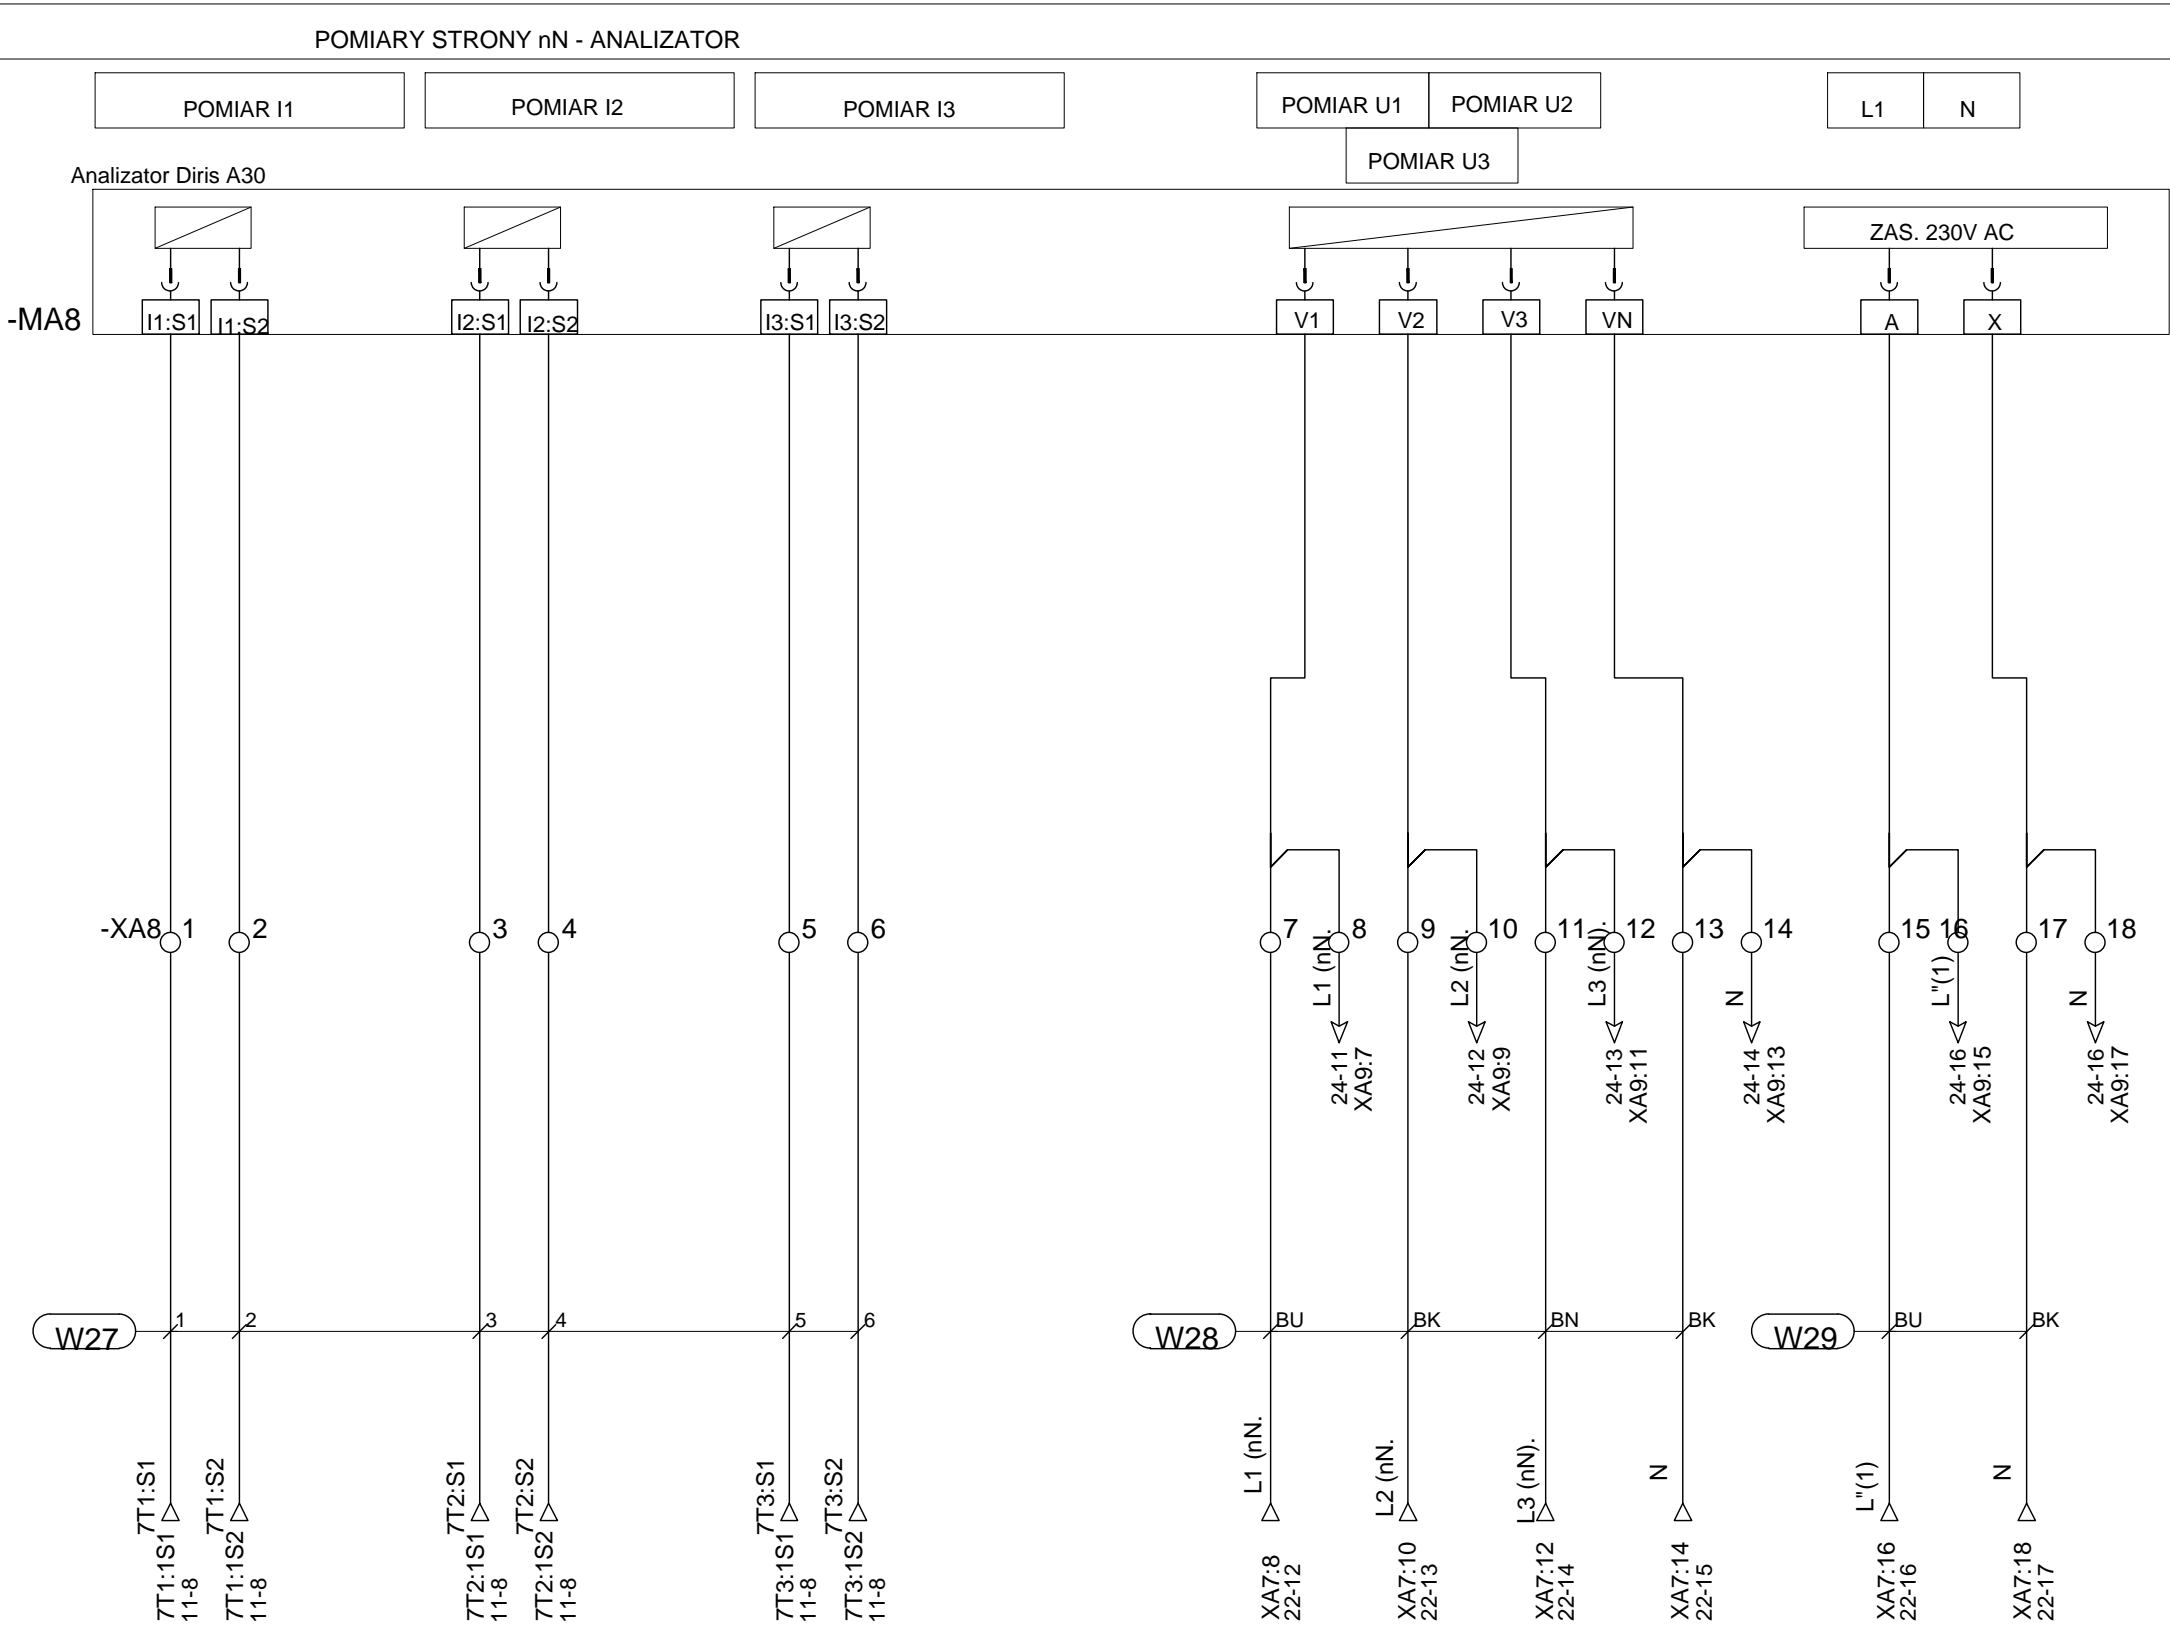 POMIARY STRONY nN - ANALIZATOR
POMIAR I1
POMIAR I2
POMIAR I3
POMIAR U1
POMIAR U2
L1
N
POMIAR U3
Analizator Diris A30
ZAS. 230V AC
-MA8
I1:S1
I1:S2
I2:S1
I2:S2
I3:S1
I3:S2
V1
V2
V3
VN
A
X
-XA8
1
2
3
4
5
6
7
8
9
10
11
12
13
14
15
16
17
18
L1 (nN.
L2 (nN.
L3 (nN).
N
L"(1)
N
24-11
XA9:7
24-12
XA9:9
24-13
XA9:11
24-14
XA9:13
24-16
XA9:15
24-16
XA9:17
W27
1
2
3
4
5
6
W28
BU
BK
BN
BK
W29
BU
BK
7T1:S1
7T1:S2
7T2:S1
7T2:S2
7T3:S1
7T3:S2
L1 (nN.
L2 (nN.
L3 (nN).
N
L"(1)
N
7T1:1S1
11-8
7T1:1S2
11-8
7T2:1S1
11-8
7T2:1S2
11-8
7T3:1S1
11-8
7T3:1S2
11-8
XA7:8
22-12
XA7:10
22-13
XA7:12
22-14
XA7:14
22-15
XA7:16
22-16
XA7:18
22-17